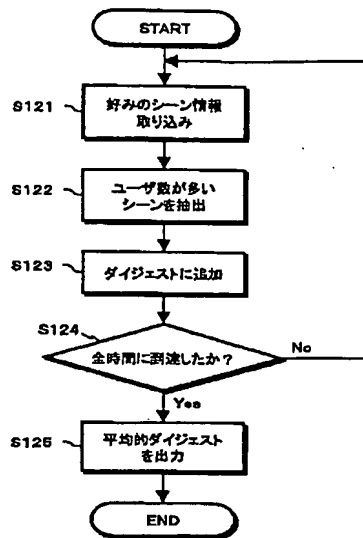 START
S121
好みのシーン情報
取り込み
S122
ユーザ数が多い
シーンを抽出
S123
ダイジェストに追加
S124
全時間に到達したか？
No
Yes
S125
平均的ダイジェスト
を出力
END